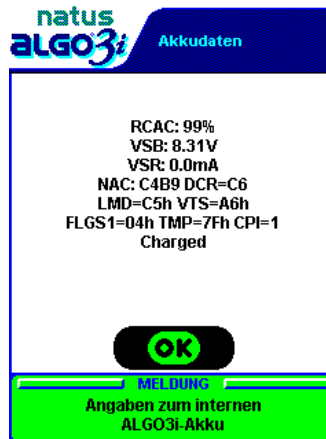 natus
ALGO3i
Akkudaten
RCAC: 99%
VSB: 8.31V
VSR: 0.0mA
NAC: C4B9 DCR=C6
LMD=C5h VTS=A6h
FLGS1=04h TMP=7Fh CPI=1
Charged
OK
MELDUNG
Angaben zum internen
ALGO3i-Akku